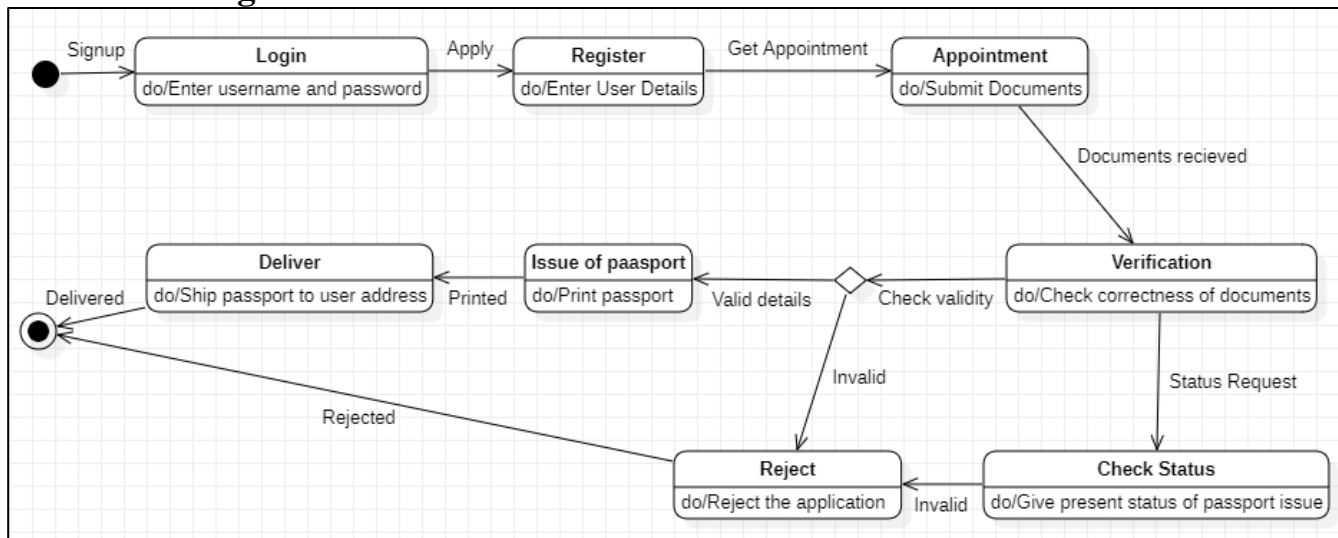 Signup
Login
do/Enter username and password
Apply
Register
do/Enter User Details
Get Appointment
Appointment
do/Submit Documents
Documents recieved
Verification
do/Check correctness of documents
Check validity
Valid details
Issue of paasport
do/Print passport
Printed
Deliver
do/Ship passport to user address
Delivered
Invalid
Status Request
Rejected
Reject
do/Reject the application
Invalid
Check Status
do/Give present status of passport issue